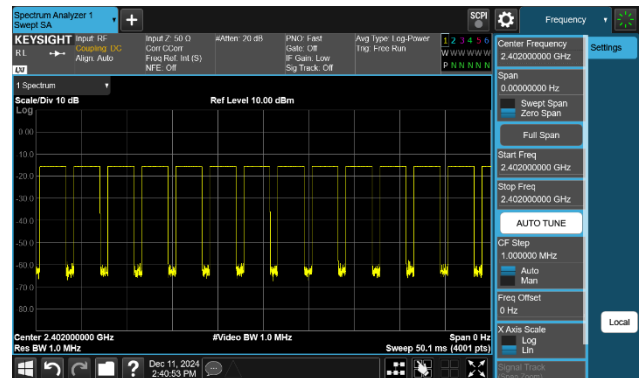 Spectrum Analyzer 1
Swept SA
SCPI
Frequency
KEYSIGHT
Input: RF
Coupling: DC
Align: Auto
Input Z: 50 Ω
Corr CCorr
Freq Ref: Int (S)
NFE: Off
#Atten: 20 dB
PNO: Fast
Gate: Off
IF Gain: Low
Sig Track: Off
Avg Type: Log-Power
Trig: Free Run
1 2 3 4 5 6
W W W W W W
P N N N N N
RL
LXI
Center Frequency
2.402000000 GHz
Settings
Span
0.00000000 Hz
Swept Span
Zero Span
Full Span
Start Freq
2.402000000 GHz
Stop Freq
2.402000000 GHz
AUTO TUNE
CF Step
1.000000 MHz
Auto
Man
Freq Offset
0 Hz
X Axis Scale
Log
Lin
Signal Track
(Span Zoom)
Local
1 Spectrum
Scale/Div 10 dB
Ref Level 10.00 dBm
Log
0.00
-10.0
-20.0
-30.0
-40.0
-50.0
-60.0
-70.0
-80.0
Center 2.402000000 GHz
#Video BW 1.0 MHz
Span 0 Hz
Res BW 1.0 MHz
Sweep 50.1 ms (4001 pts)
?
Dec 11, 2024
2:40:53 PM